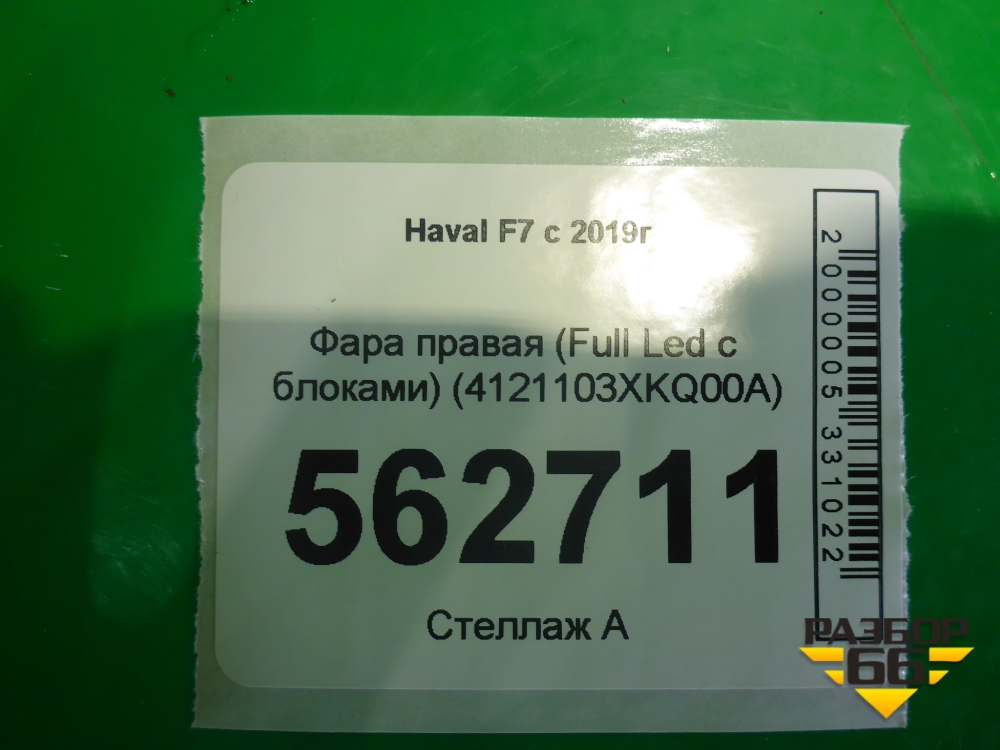 Haval F7 с 2019г
Фара правая (Full Led с
блоками) (4121103XKQ00A)
562711
Стеллаж А
2000005331022
РАЗБОР
66